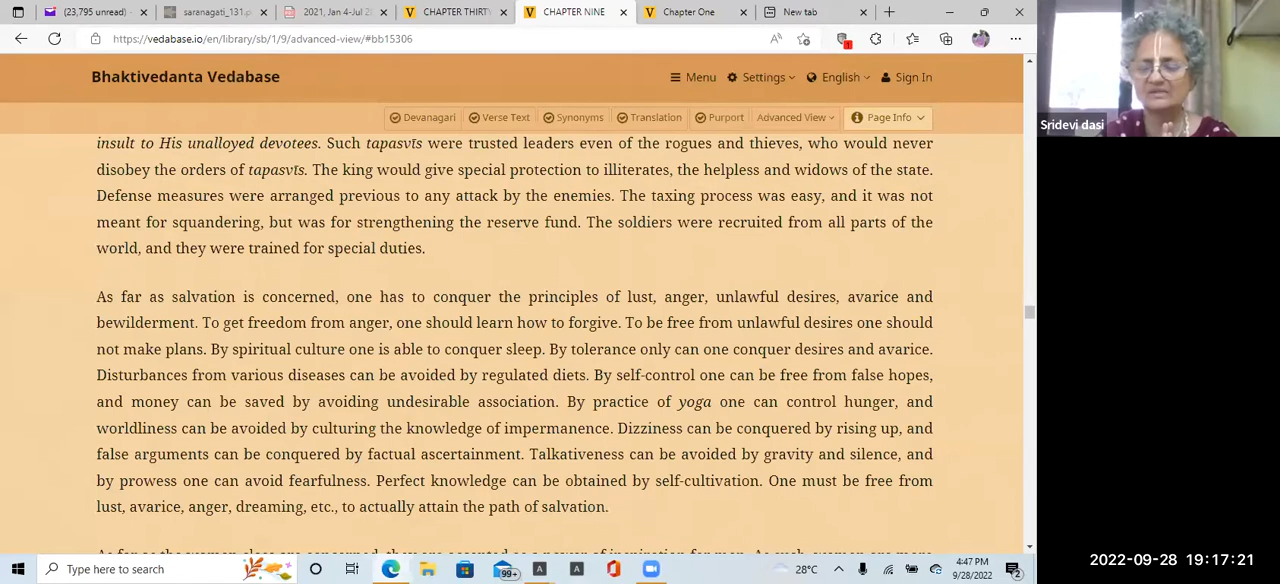 (23,795 unread) -
saranagati_131.p
2021, Jan 4-Jul 2
CHAPTER THIRTY
CHAPTER NINE
Chapter One
New tab
https://vedabase.io/en/library/sb/1/9/advanced-view/#bb15306
Bhaktivedanta Vedabase
Menu Settings English Sign In
Devanagari Verse Text Synonyms Translation Purport Advanced View Page Info
insult to His unalloyed devotees. Such tapasvīs were trusted leaders even of the rogues and thieves, who would never
disobey the orders of tapasvīs. The king would give special protection to illiterates, the helpless and widows of the state.
Defense measures were arranged previous to any attack by the enemies. The taxing process was easy, and it was not
meant for squandering, but was for strengthening the reserve fund. The soldiers were recruited from all parts of the
world, and they were trained for special duties.
As far as salvation is concerned, one has to conquer the principles of lust, anger, unlawful desires, avarice and
bewilderment. To get freedom from anger, one should learn how to forgive. To be free from unlawful desires one should
not make plans. By spiritual culture one is able to conquer sleep. By tolerance only can one conquer desires and avarice.
Disturbances from various diseases can be avoided by regulated diets. By self-control one can be free from false hopes,
and money can be saved by avoiding undesirable association. By practice of yoga one can control hunger, and
worldliness can be avoided by culturing the knowledge of impermanence. Dizziness can be conquered by rising up, and
false arguments can be conquered by factual ascertainment. Talkativeness can be avoided by gravity and silence, and
by prowess one can avoid fearfulness. Perfect knowledge can be obtained by self-cultivation. One must be free from
lust, avarice, anger, dreaming, etc., to actually attain the path of salvation.
Sridevi dasi
Type here to search
99+
28°C
4:47 PM
9/28/2022
2
2022-09-28 19:17:21